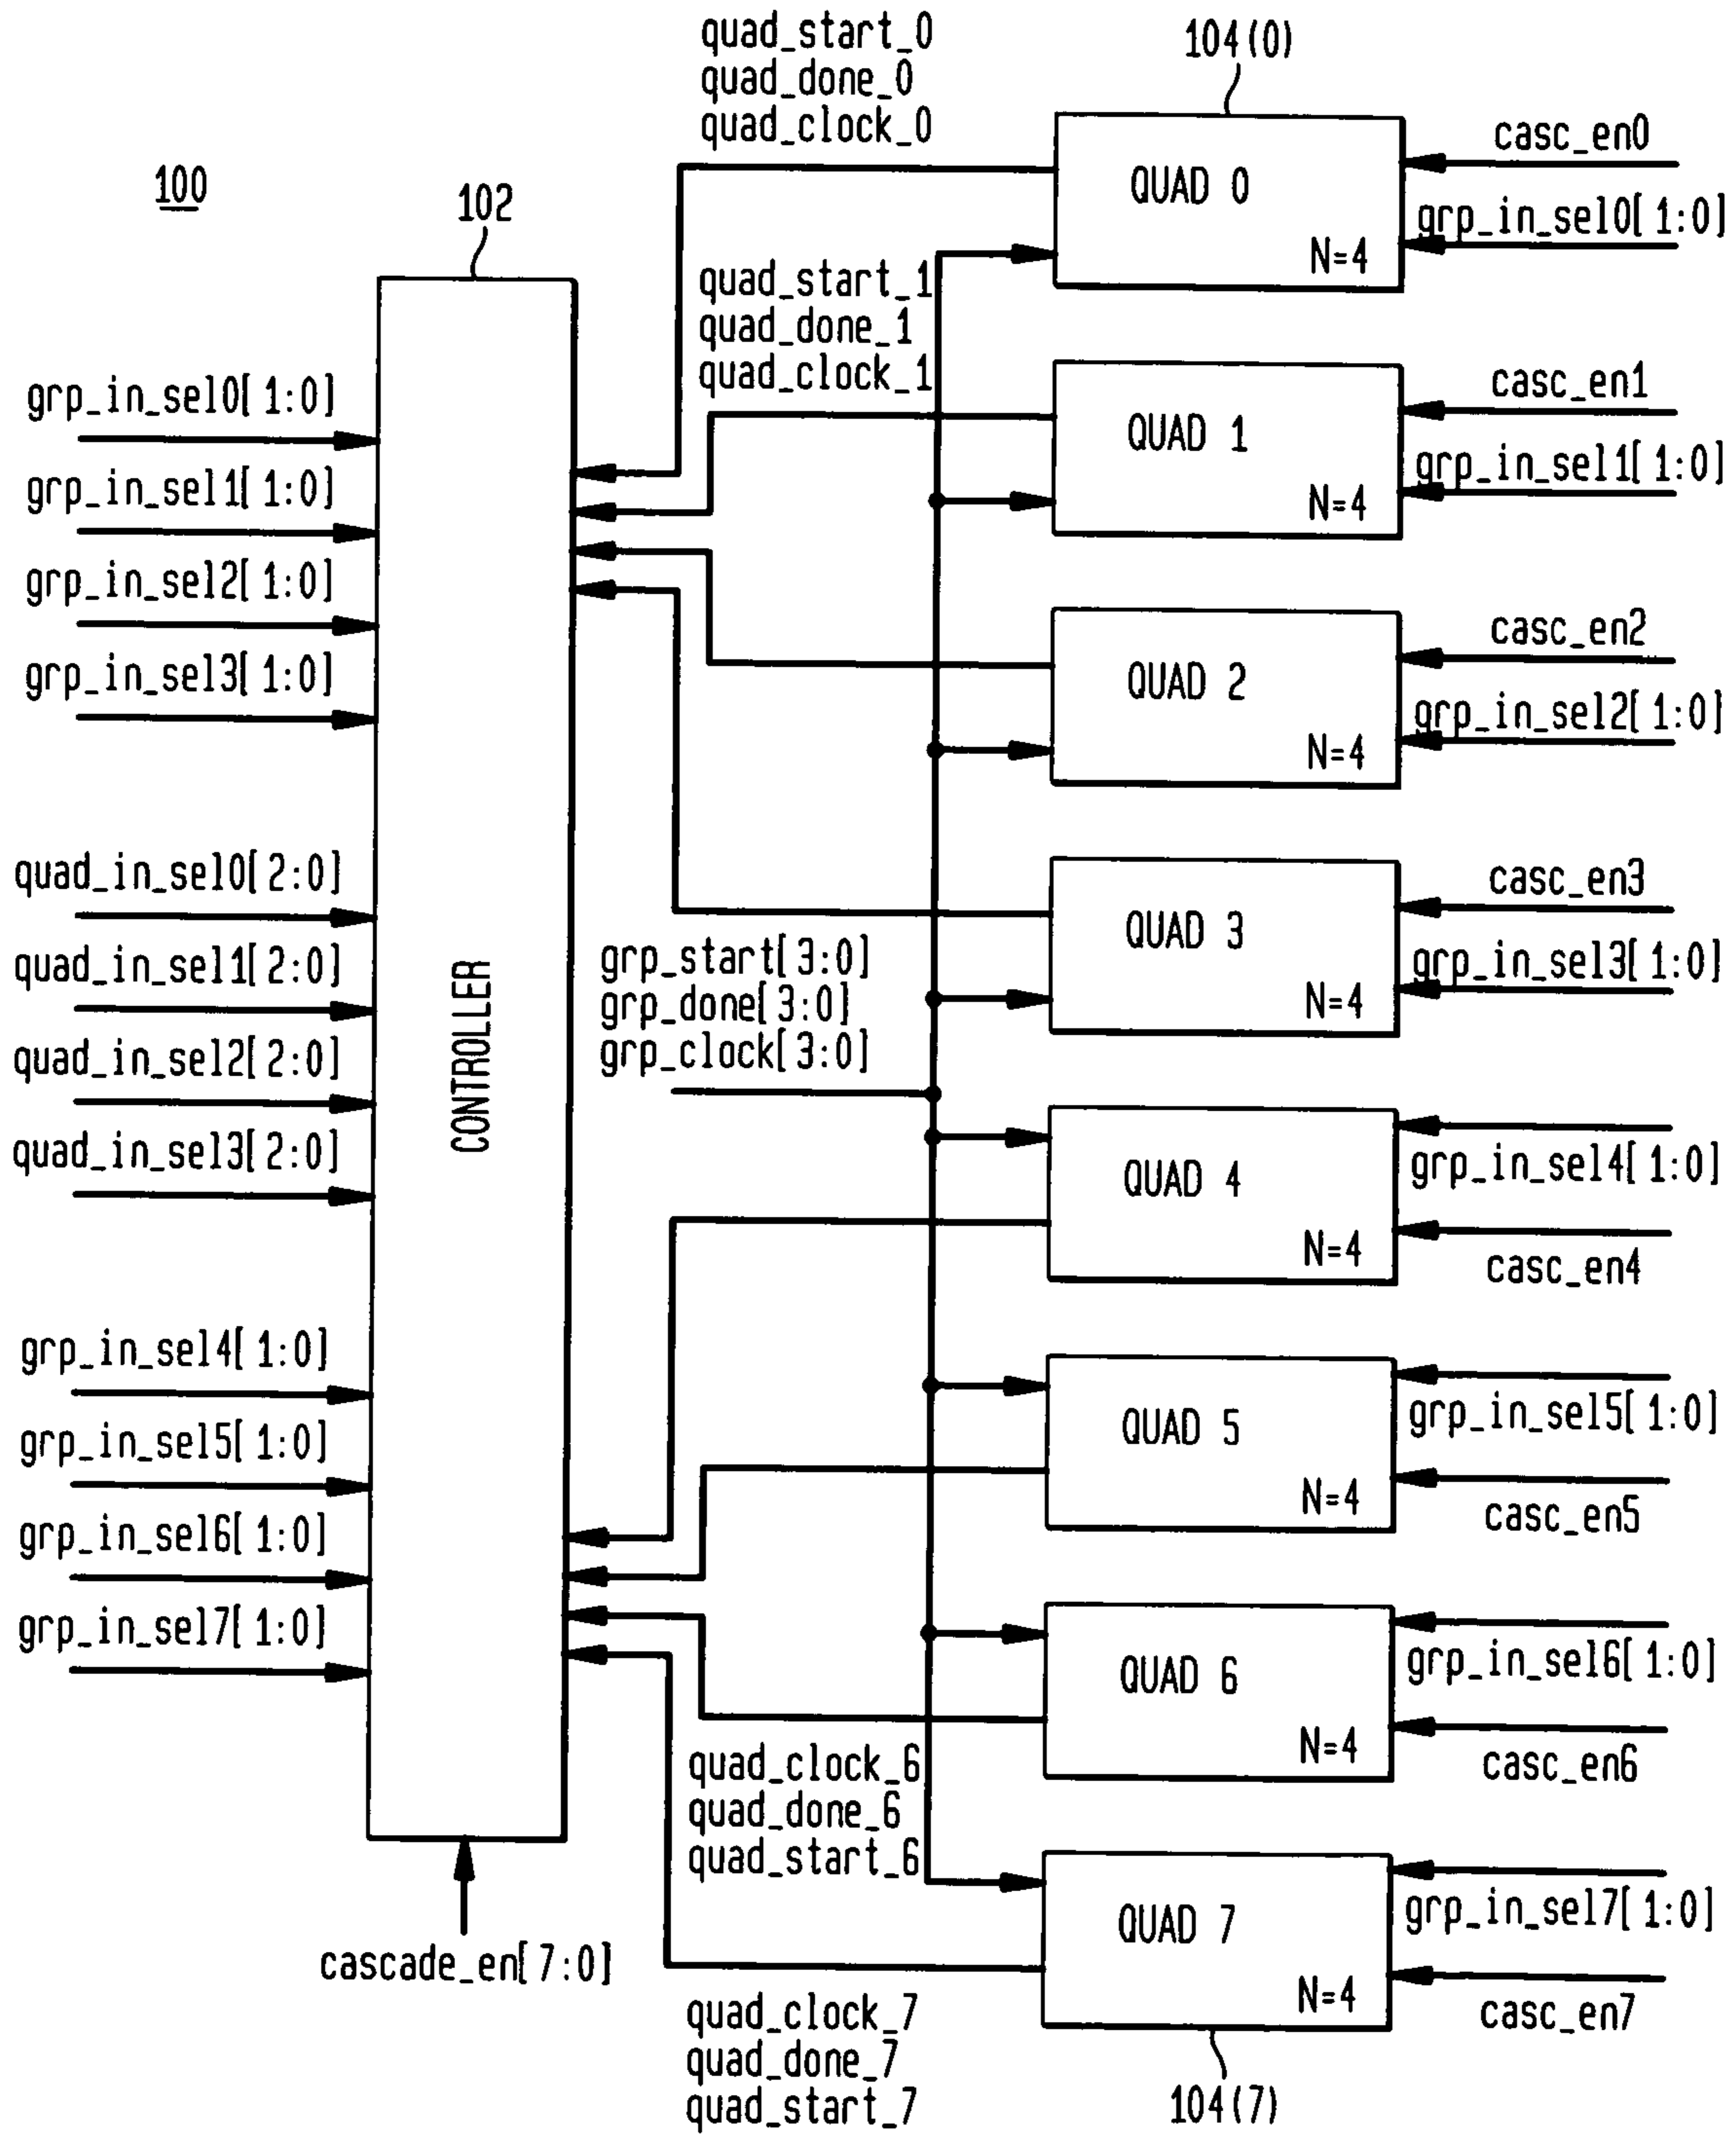 100
102
quad_start_0
quad_done_0
quad_clock_0
104(0)
QUAD 0
N=4
casc_en0
grp_in_sel0[1:0]
quad_start_1
quad_done_1
quad_clock_1
QUAD 1
N=4
casc_en1
grp_in_sel1[1:0]
QUAD 2
N=4
casc_en2
grp_in_sel2[1:0]
QUAD 3
N=4
casc_en3
grp_in_sel3[1:0]
grp_in_sel0[1:0]
grp_in_sel1[1:0]
grp_in_sel2[1:0]
grp_in_sel3[1:0]
quad_in_sel0[2:0]
quad_in_sel1[2:0]
quad_in_sel2[2:0]
quad_in_sel3[2:0]
grp_in_sel4[1:0]
grp_in_sel5[1:0]
grp_in_sel6[1:0]
grp_in_sel7[1:0]
CONTROLLER
cascade_en[7:0]
grp_start[3:0]
grp_done[3:0]
grp_clock[3:0]
QUAD 4
N=4
grp_in_sel4[1:0]
casc_en4
QUAD 5
N=4
grp_in_sel5[1:0]
casc_en5
QUAD 6
N=4
grp_in_sel6[1:0]
casc_en6
quad_clock_6
quad_done_6
quad_start_6
QUAD 7
N=4
grp_in_sel7[1:0]
casc_en7
quad_clock_7
quad_done_7
quad_start_7
104(7)